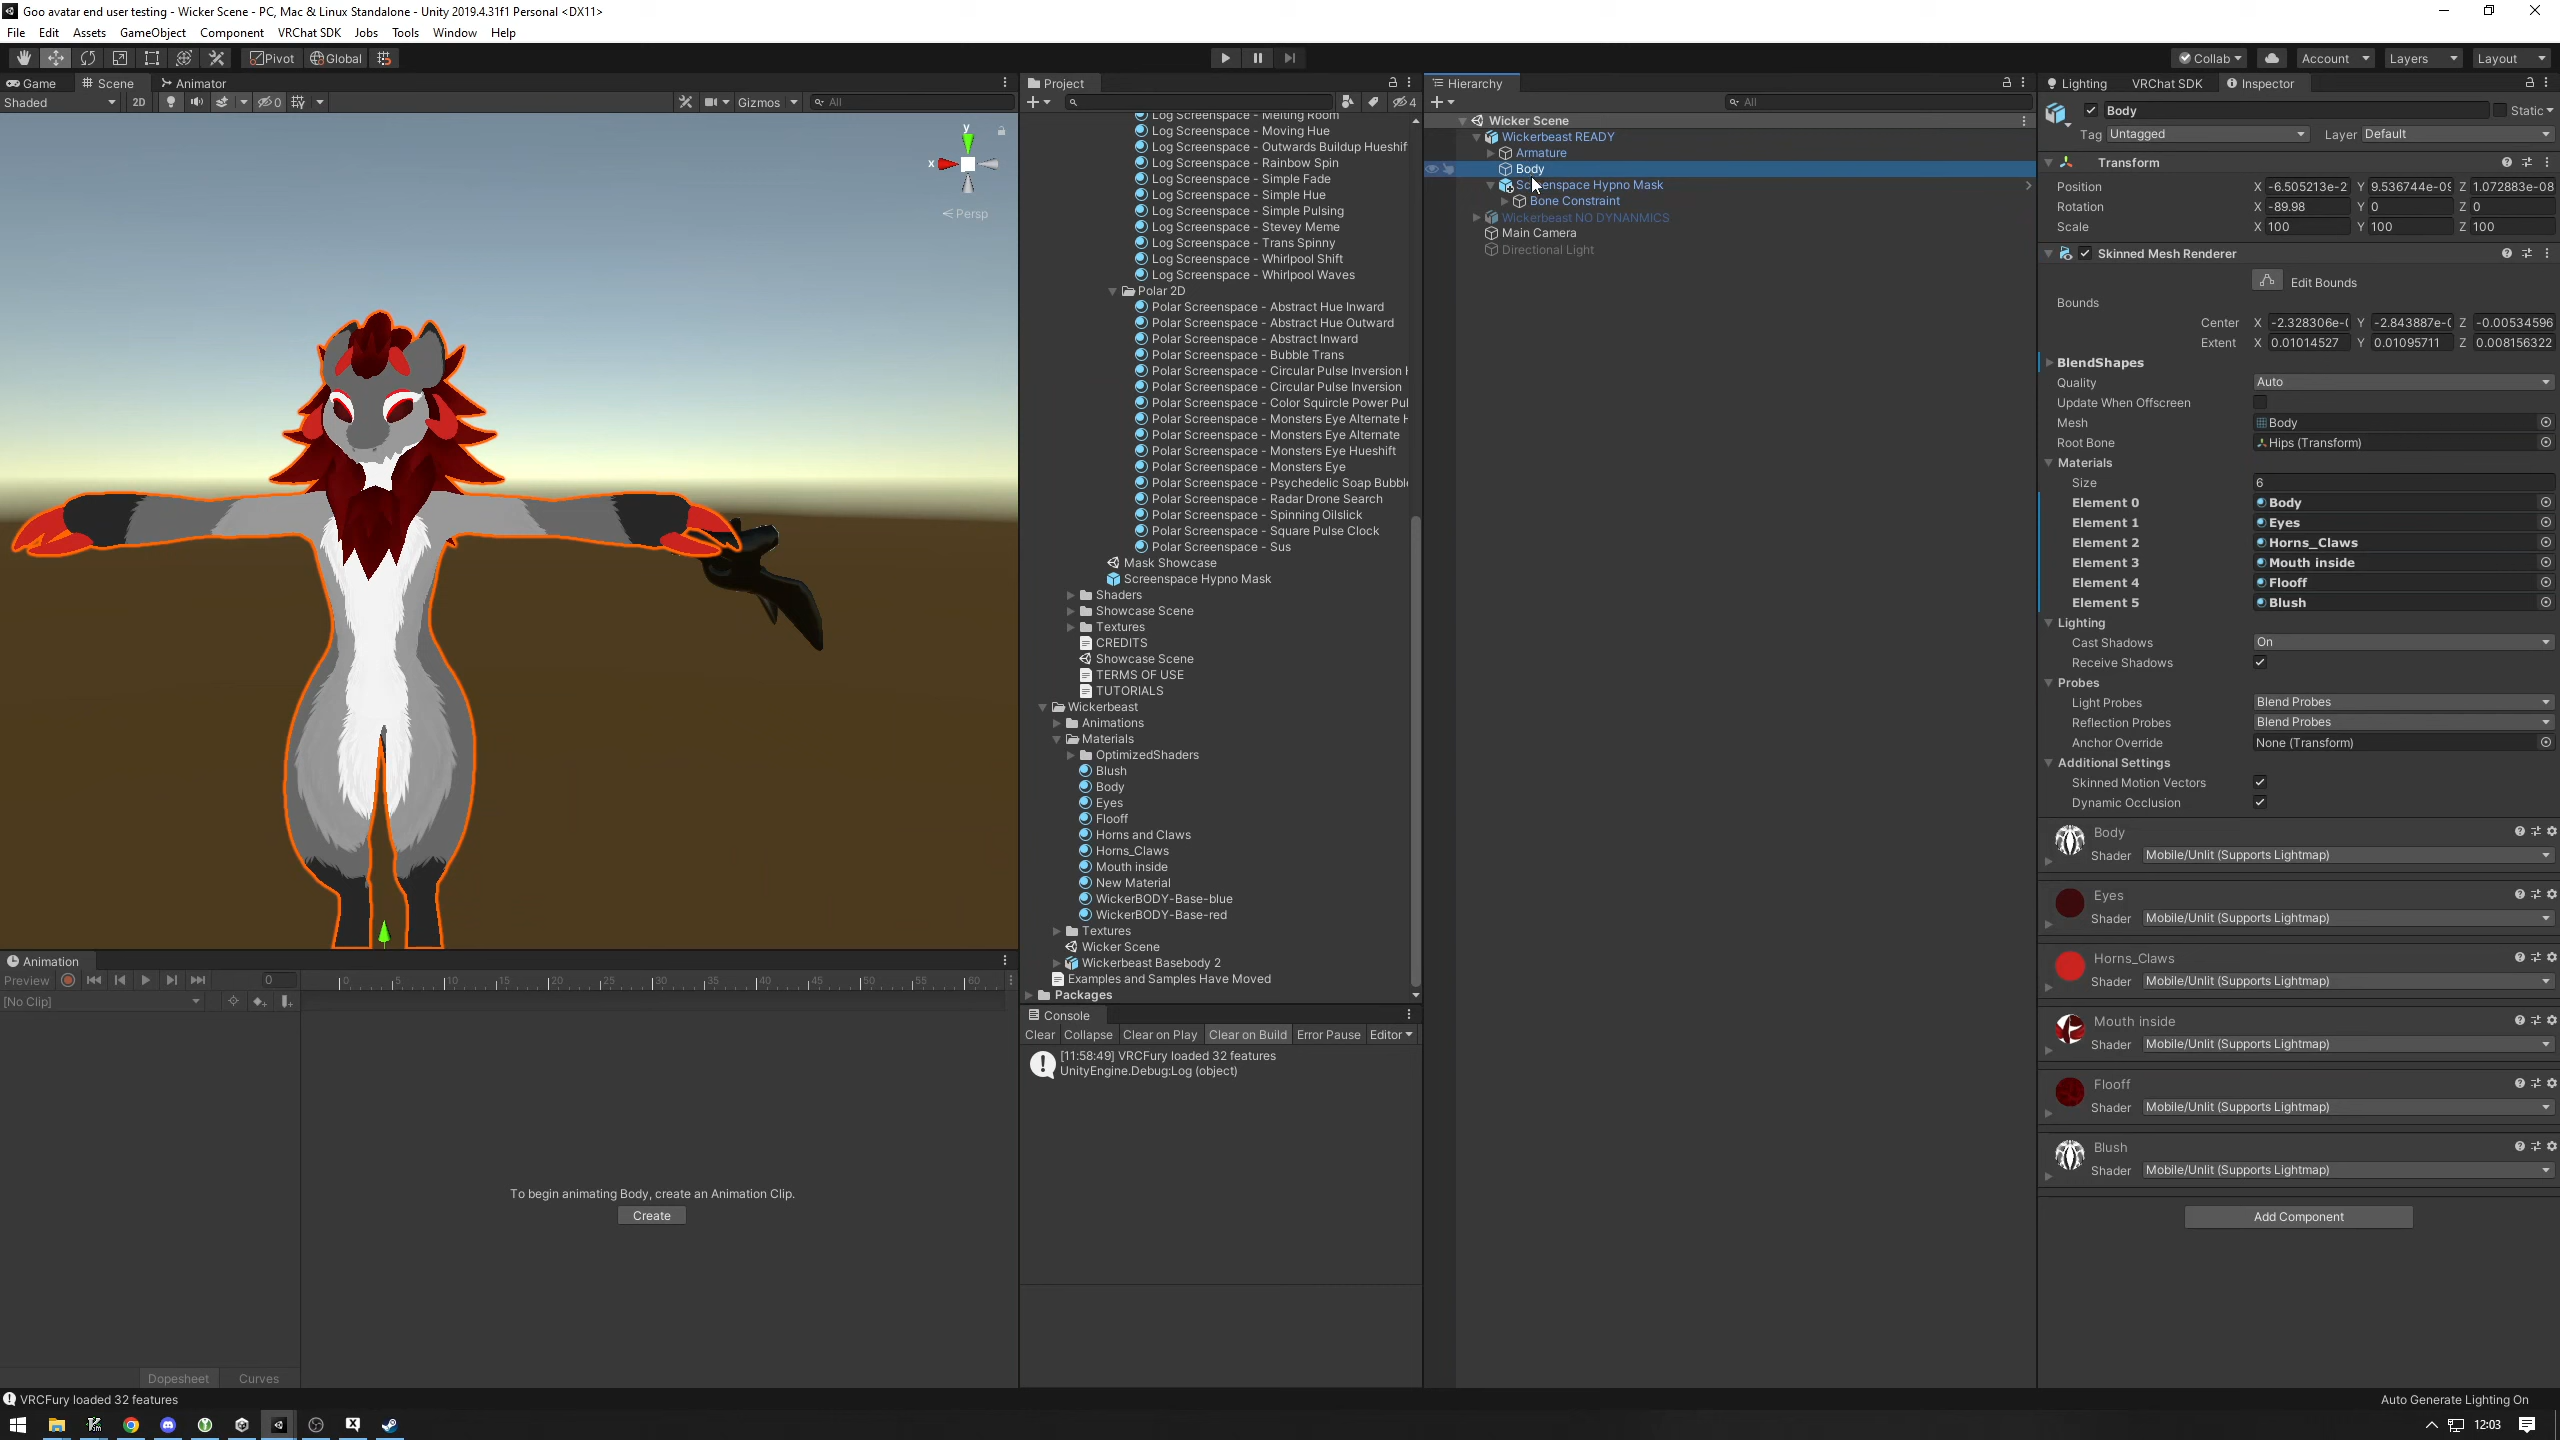 Goo avatar end user testing - Wicker Scene - PC, Mac & Linux Standalone - Unity 2019.4.31f1 Personal <DX11>
File Edit Assets GameObject Component VRChat SDK Jobs Tools Window Help
Pivot Global Collab Account Layers Layout
Game Scene Animator
Shaded 2D 0 Gizmos All
y
x
Persp
Animation
Preview 0 0 5 10 15 20 25 30 35 40 45 50 55 60
[No Clip]
To begin animating Body, create an Animation Clip.
Create
Dopesheet Curves
Project
4
Log Screenspace - Melting Room
Log Screenspace - Moving Hue
Log Screenspace - Outwards Buildup Hueshif
Log Screenspace - Rainbow Spin
Log Screenspace - Simple Fade
Log Screenspace - Simple Hue
Log Screenspace - Simple Pulsing
Log Screenspace - Stevey Meme
Log Screenspace - Trans Spinny
Log Screenspace - Whirlpool Shift
Log Screenspace - Whirlpool Waves
Polar 2D
Polar Screenspace - Abstract Hue Inward
Polar Screenspace - Abstract Hue Outward
Polar Screenspace - Abstract Inward
Polar Screenspace - Bubble Trans
Polar Screenspace - Circular Pulse Inversion
Polar Screenspace - Circular Pulse Inversion
Polar Screenspace - Color Squircle Power Pul
Polar Screenspace - Monsters Eye Alternate
Polar Screenspace - Monsters Eye Alternate
Polar Screenspace - Monsters Eye Hueshift
Polar Screenspace - Monsters Eye
Polar Screenspace - Psychedelic Soap Bubbl
Polar Screenspace - Radar Drone Search
Polar Screenspace - Spinning Oilslick
Polar Screenspace - Square Pulse Clock
Polar Screenspace - Sus
Mask Showcase
Screenspace Hypno Mask
Shaders
Showcase Scene
Textures
CREDITS
Showcase Scene
TERMS OF USE
TUTORIALS
Wickerbeast
Animations
Materials
OptimizedShaders
Blush
Body
Eyes
Flooff
Horns and Claws
Horns_Claws
Mouth inside
New Material
WickerBODY-Base-blue
WickerBODY-Base-red
Textures
Wicker Scene
Wickerbeast Basebody 2
Examples and Samples Have Moved
Packages
Console
Clear Collapse Clear on Play Clear on Build Error Pause Editor
[11:58:49] VRCFury loaded 32 features
UnityEngine.Debug:Log (object)
Hierarchy
All
Wicker Scene
Wickerbeast READY
Armature
Body
Hypno Mask
Bone Constraint
Wickerbeast NO DYNANMICS
Main Camera
Directional Light
Lighting VRChat SDK Inspector
Body Static
Tag Untagged Layer Default
Transform
Position X -6.505213e-2 Y 9.536744e-09 Z 1.072883e-08
Rotation X -89.98 Y 0 Z 0
Scale X 100 Y 100 Z 100
Skinned Mesh Renderer
Edit Bounds
Bounds
Center X -2.328306e-( Y -2.843887e-( Z -0.00534596
Extent X 0.01014527 Y 0.01095711 Z 0.008156322
BlendShapes
Quality Auto
Update When Offscreen
Mesh Body
Root Bone Hips (Transform)
Materials
Size 6
Element 0 Body
Element 1 Eyes
Element 2 Horns_Claws
Element 3 Mouth inside
Element 4 Flooff
Element 5 Blush
Lighting
Cast Shadows On
Receive Shadows
Probes
Light Probes Blend Probes
Reflection Probes Blend Probes
Anchor Override None (Transform)
Additional Settings
Skinned Motion Vectors
Dynamic Occlusion
Body
Shader Mobile/Unlit (Supports Lightmap)
Eyes
Shader Mobile/Unlit (Supports Lightmap)
Horns_Claws
Shader Mobile/Unlit (Supports Lightmap)
Mouth inside
Shader Mobile/Unlit (Supports Lightmap)
Flooff
Shader Mobile/Unlit (Supports Lightmap)
Blush
Shader Mobile/Unlit (Supports Lightmap)
Add Component
VRCFury loaded 32 features
Auto Generate Lighting On
12:03